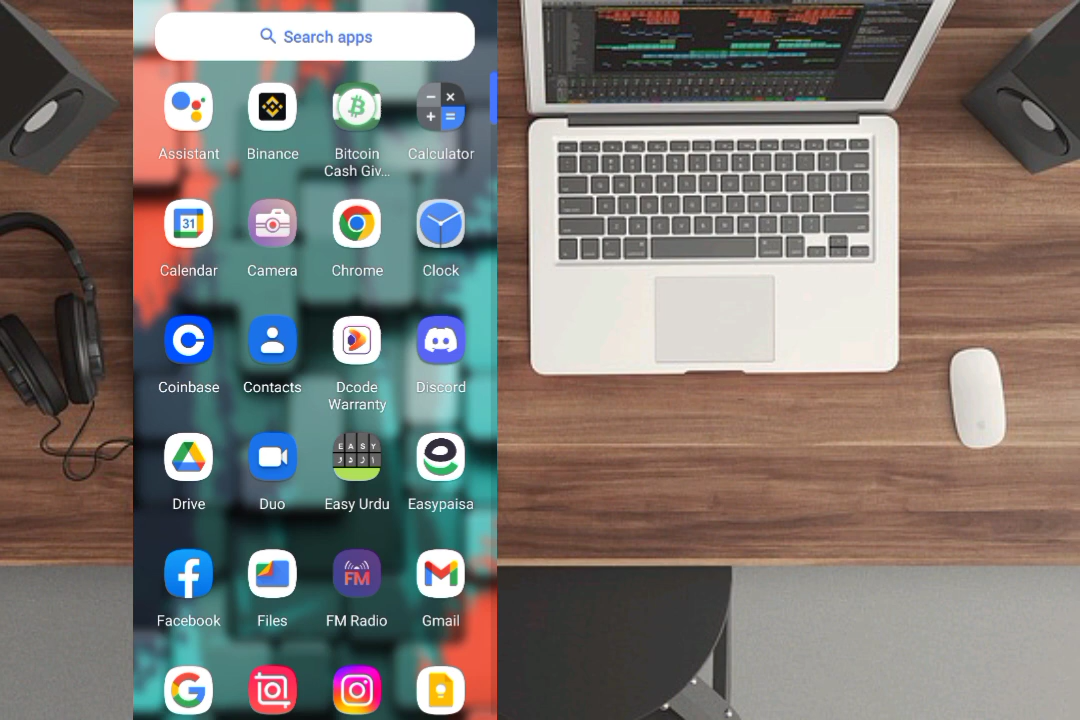 Search apps
Assistant
Binance
Bitcoin
Cash Giv...
Calculator
31
Calendar
Camera
Chrome
Clock
Coinbase
Contacts
Dcode
Warranty
Discord
EASY
Drive
Duo
Easy Urdu
Easypaisa
FM
Facebook
Files
FM Radio
Gmail